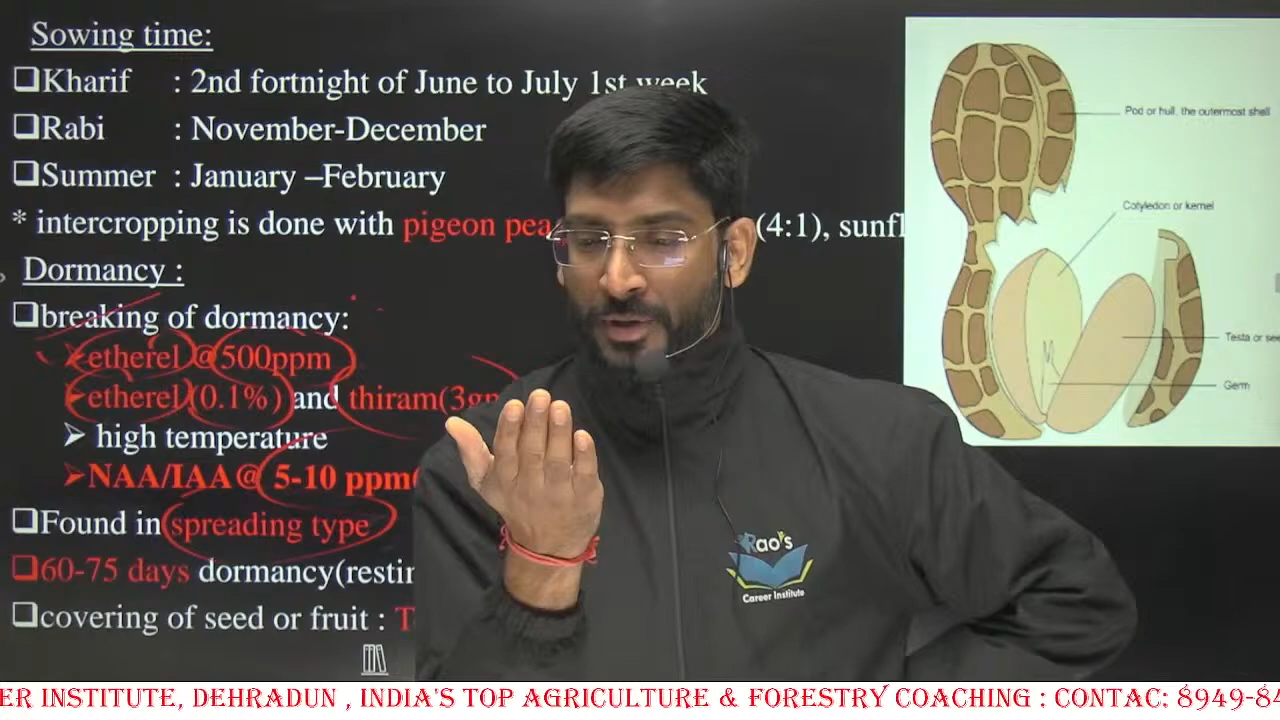 Sowing time:
❑Kharif : 2nd fortnight of June to July 1st week
❑Rabi : November-December
❑Summer : January –February
* intercropping is done with pigeon pea (4:1), sunfl
Dormancy :
❑breaking of dormancy:
➤etherel @500ppm
➤etherel (0.1%) and thiram(3gm
➤ high temperature
➤NAA/IAA@ 5-10 ppm(
❑Found in spreading type
❑60-75 days dormancy(restin
❑covering of seed or fruit : T
Pod or hull, the outermost shell
Cotyledon or kernel
Testa or see
Germ
Rao's
Career Institute
ER INSTITUTE, DEHRADUN , INDIA'S TOP AGRICULTURE & FORESTRY COACHING : CONTAC: 8949-84